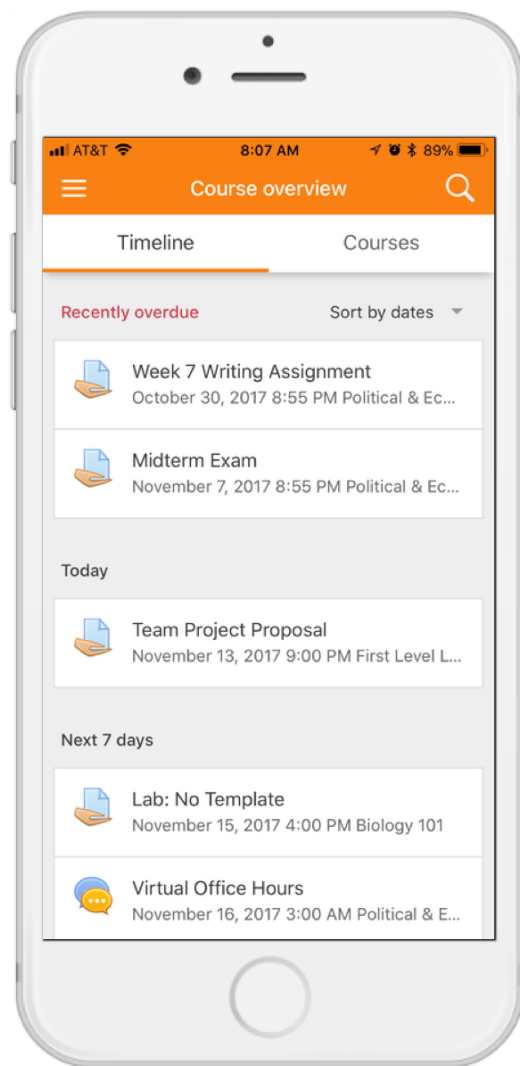 AT&T 8:07 AM 89%
Course overview
Timeline Courses
Recently overdue Sort by dates
Week 7 Writing Assignment
October 30, 2017 8:55 PM Political & Ec...
Midterm Exam
November 7, 2017 8:55 PM Political & Ec...
Today
Team Project Proposal
November 13, 2017 9:00 PM First Level L...
Next 7 days
Lab: No Template
November 15, 2017 4:00 PM Biology 101
Virtual Office Hours
November 16, 2017 3:00 AM Political & E...